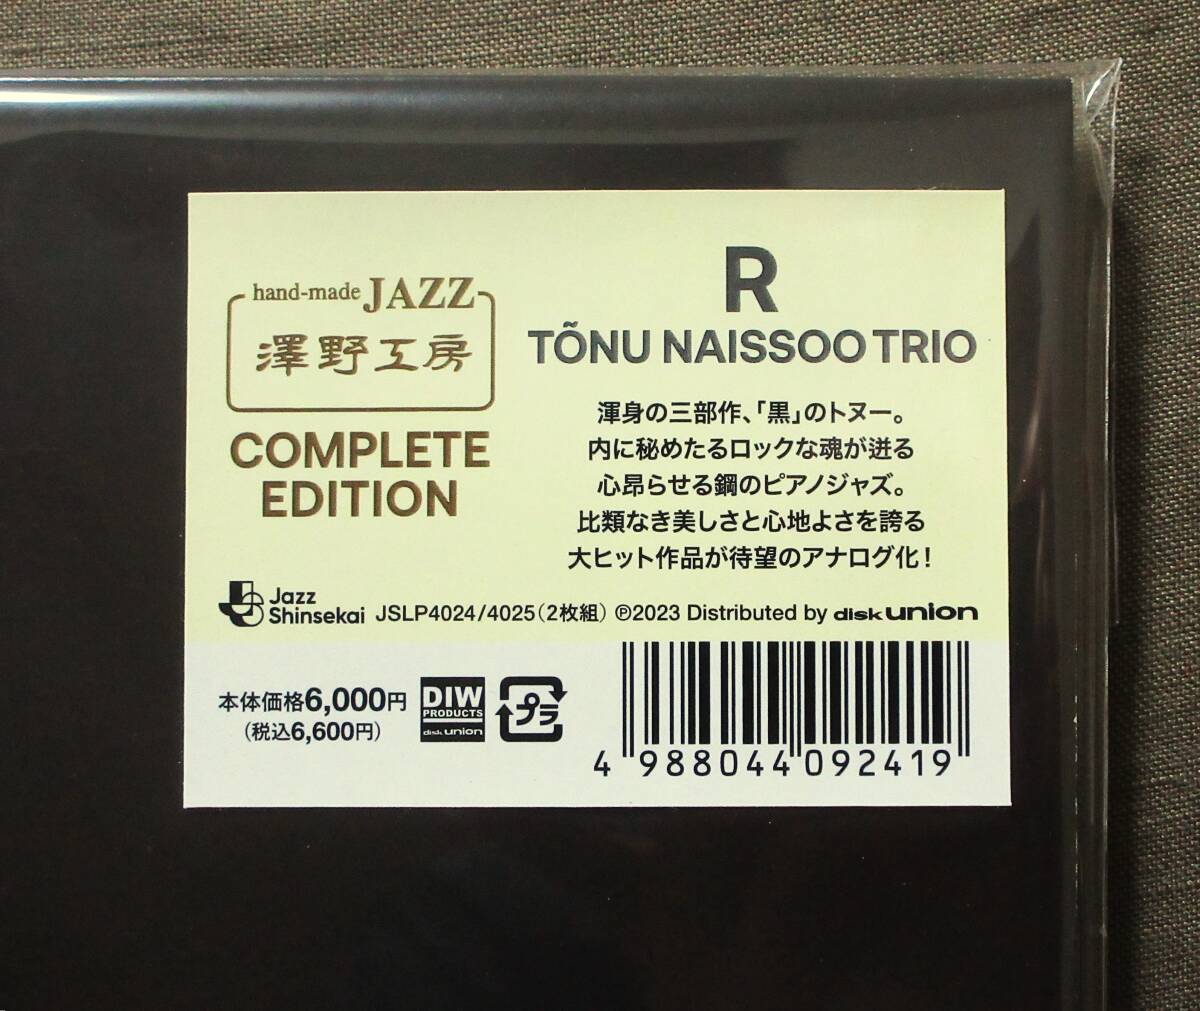 hand-made JAZZ
澤野工房
COMPLETE
EDITION
R
TÕNU NAISSOO TRIO
渾身の三部作、「黒」のトヌー。
内に秘めたるロックな魂が迸る
心昂らせる鋼のピアノジャズ。
比類なき美しさと心地よさを誇る
大ヒット作品が待望のアナログ化！
Jazz
Shinsekai JSLP4024/4025（2枚組）℗2023 Distributed by disk union
本体価格6,000円
（税込6,600円）
DIW
PRODUCTS
disk union
プラ
4 988044 092419